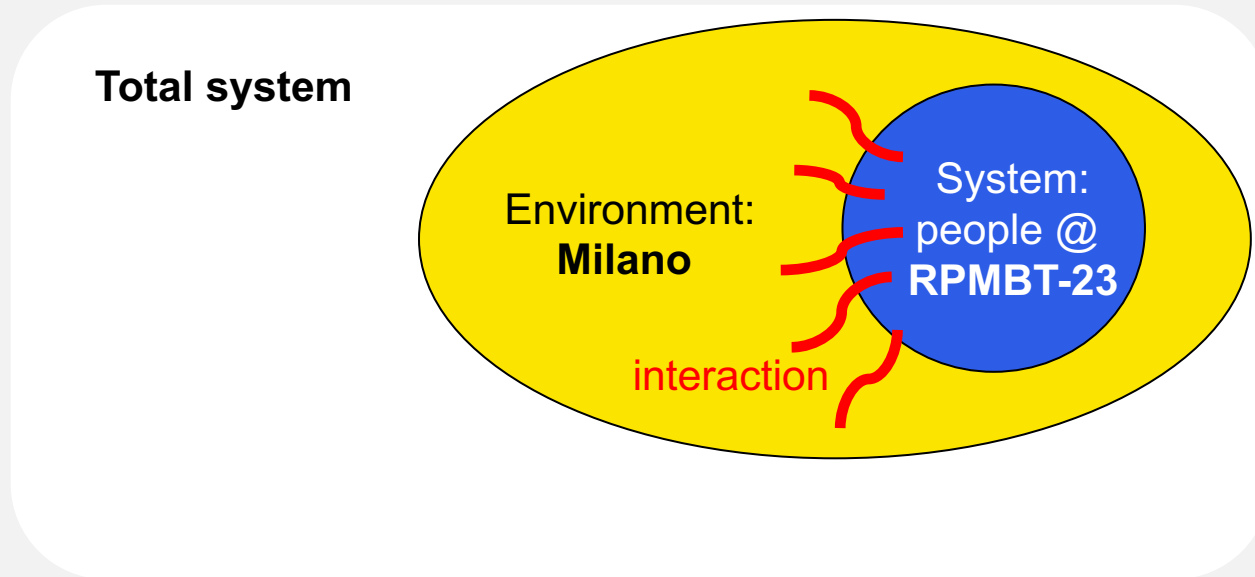 Total system
Environment:
Milano
System:
people @
RPMBT-23
interaction